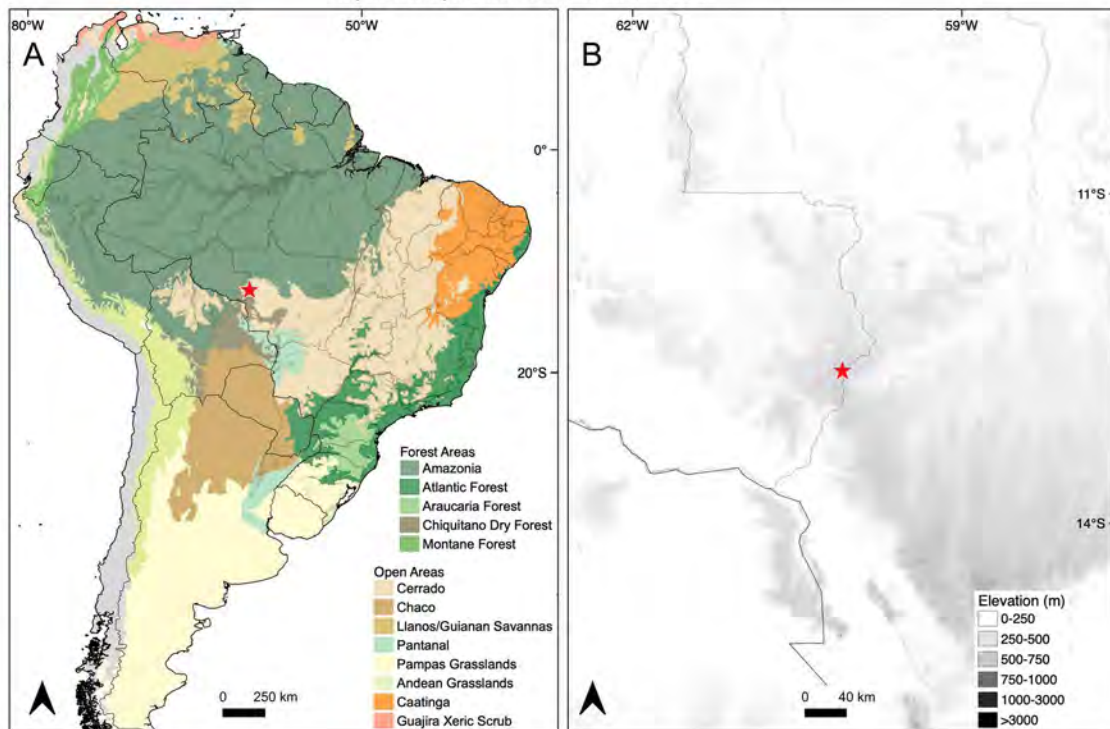 80°W
50°W
A
0°
20°S
Forest Areas
Amazonia
Atlantic Forest
Araucaria Forest
Chiquitano Dry Forest
Montane Forest
Open Areas
Cerrado
Chaco
Llanos/Guianan Savannas
Pantanal
Pampas Grasslands
Andean Grasslands
Caatinga
Guajira Xeric Scrub
0 250 km
B
62°W
59°W
11°S
14°S
Elevation (m)
0-250
250-500
500-750
750-1000
1000-3000
>3000
0 40 km